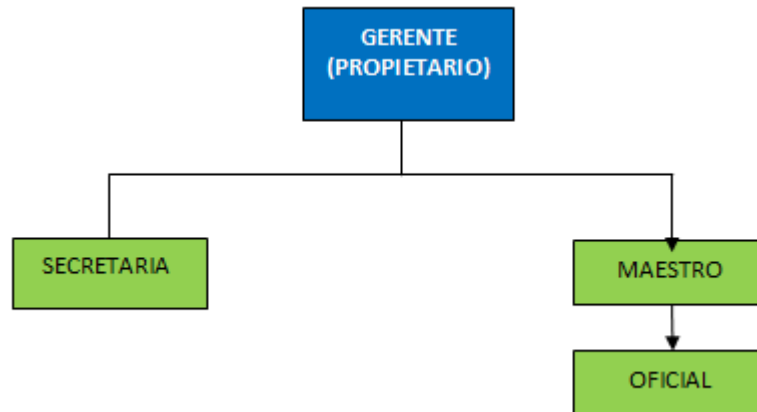 GERENTE
(PROPIETARIO)
SECRETARIA
MAESTRO
OFICIAL